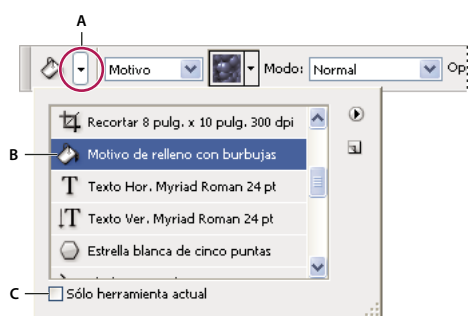 A
Motivo Modo: Normal Op
Recortar 8 pulg. x 10 pulg. 300 dpi
B Motivo de relleno con burbujas
T Texto Hor. Myriad Roman 24 pt
T Texto Ver. Myriad Roman 24 pt
Estrella blanca de cinco puntas
C Sólo herramienta actual